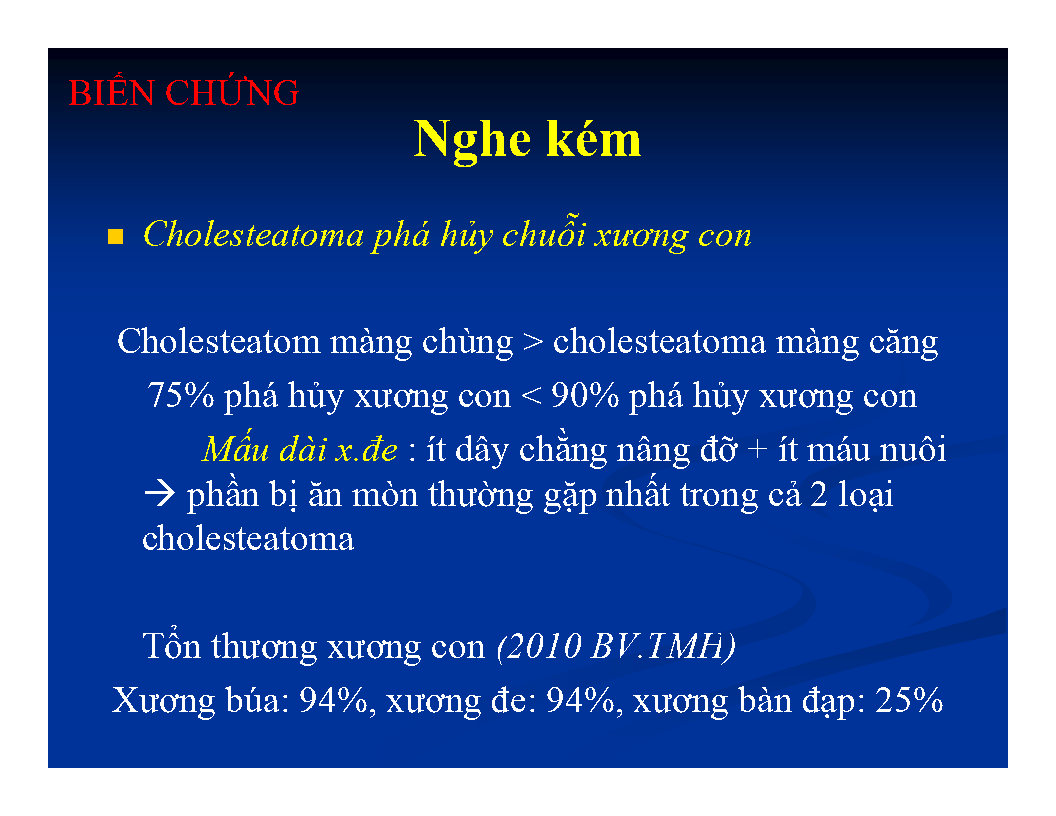 BIẾN CHỨNG
Nghe kém
Cholesteatoma phá hủy chuỗi xương con
Cholesteatom màng chùng > cholesteatoma màng căng
75% phá hủy xương con < 90% phá hủy xương con
Mấu dài x.đe : ít dây chằng nâng đỡ + ít máu nuôi
→ phần bị ăn mòn thường gặp nhất trong cả 2 loại
cholesteatoma
Tổn thương xương con (2010 BV.TMH)
Xương búa: 94%, xương đe: 94%, xương bàn đạp: 25%